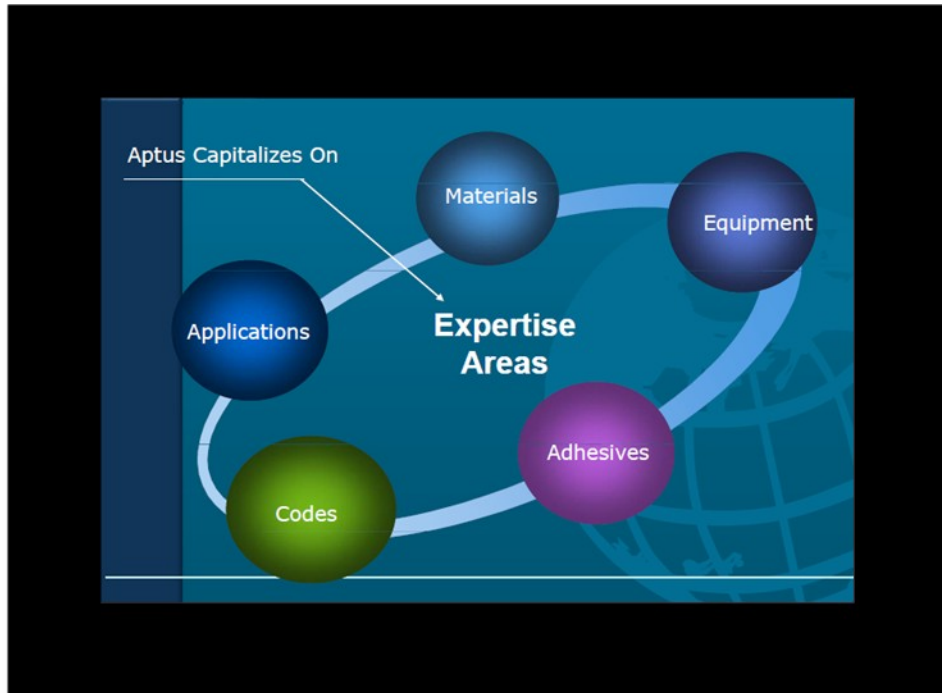 Aptus Capitalizes On
Materials
Equipment
Applications
Expertise
Areas
Adhesives
Codes